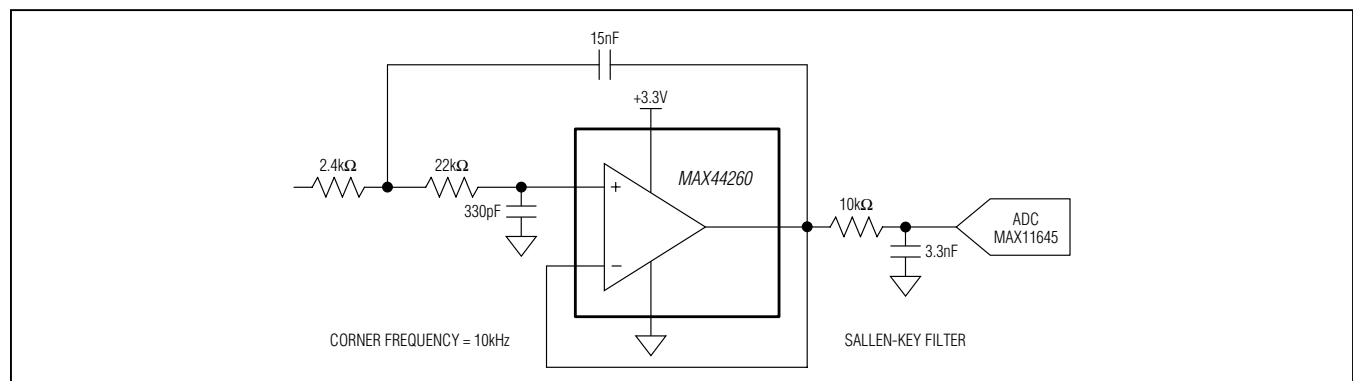 15nF
+3.3V
2.4kΩ
22kΩ
MAX44260
+
330pF
10kΩ
ADC
MAX11645
−
3.3nF
CORNER FREQUENCY = 10kHz
SALLEN-KEY FILTER